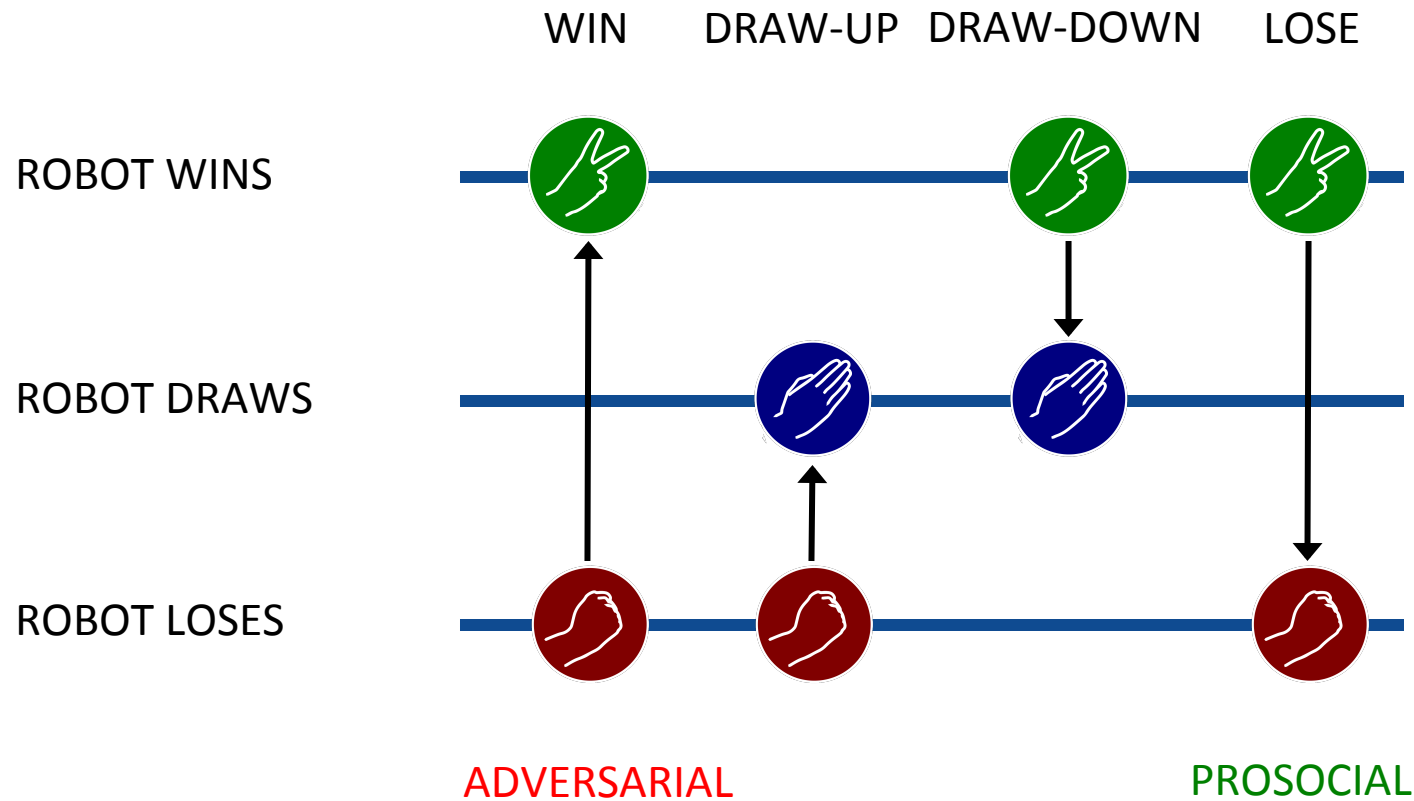 WIN DRAW-UP DRAW-DOWN LOSE
ROBOT WINS
ROBOT DRAWS
ROBOT LOSES
ADVERSARIAL PROSOCIAL